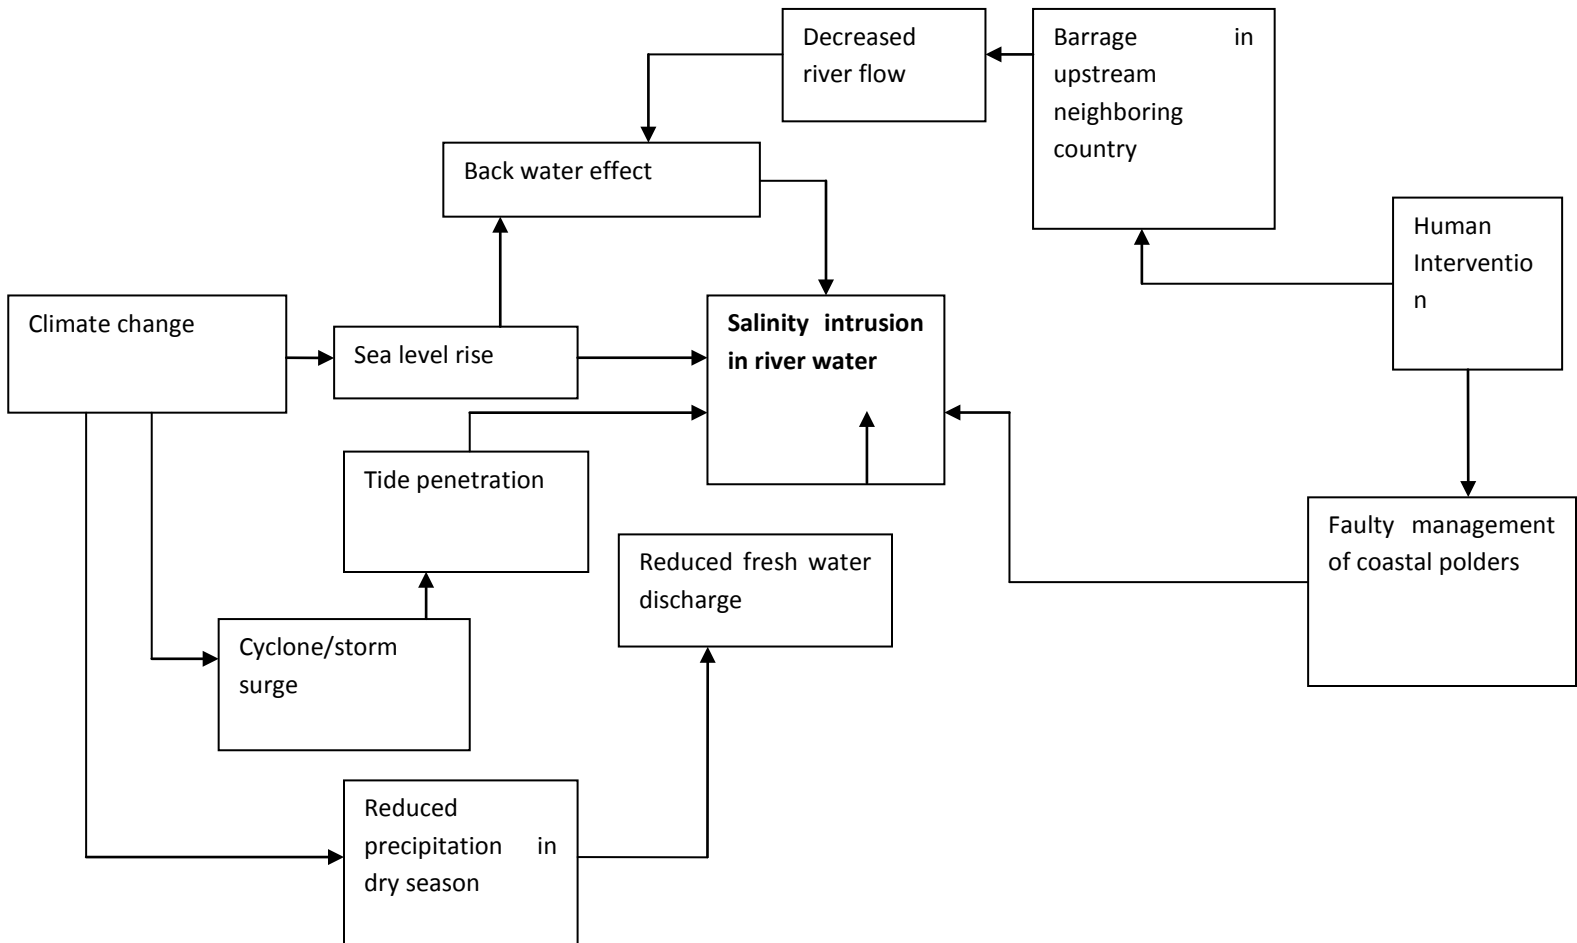 Decreased
river flow
Barrage in
upstream
neighboring
country
Back water effect
Human
Interventio
n
Climate change
Sea level rise
Salinity intrusion
in river water
Tide penetration
Reduced fresh water
discharge
Faulty management
of coastal polders
Cyclone/storm
surge
Reduced
precipitation in
dry season